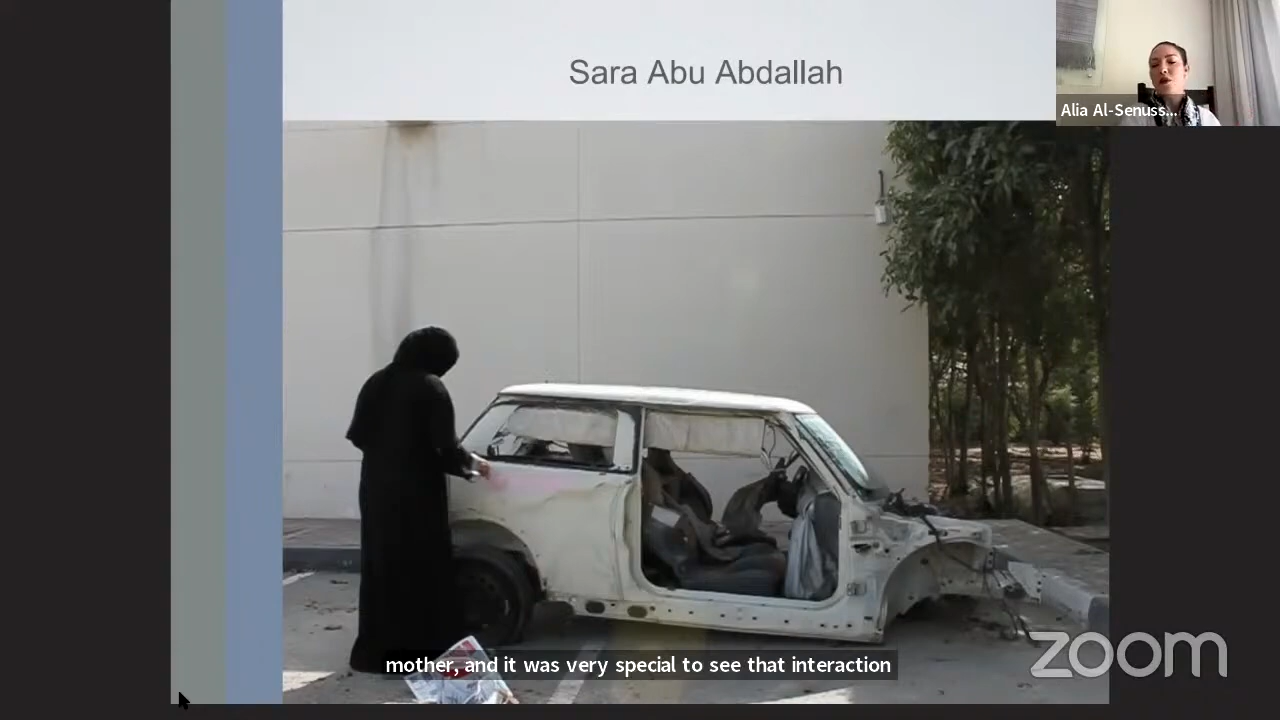 Sara Abu Abdallah
Alia Al-Senuss...
mother, and it was very special to see that interaction
zoom